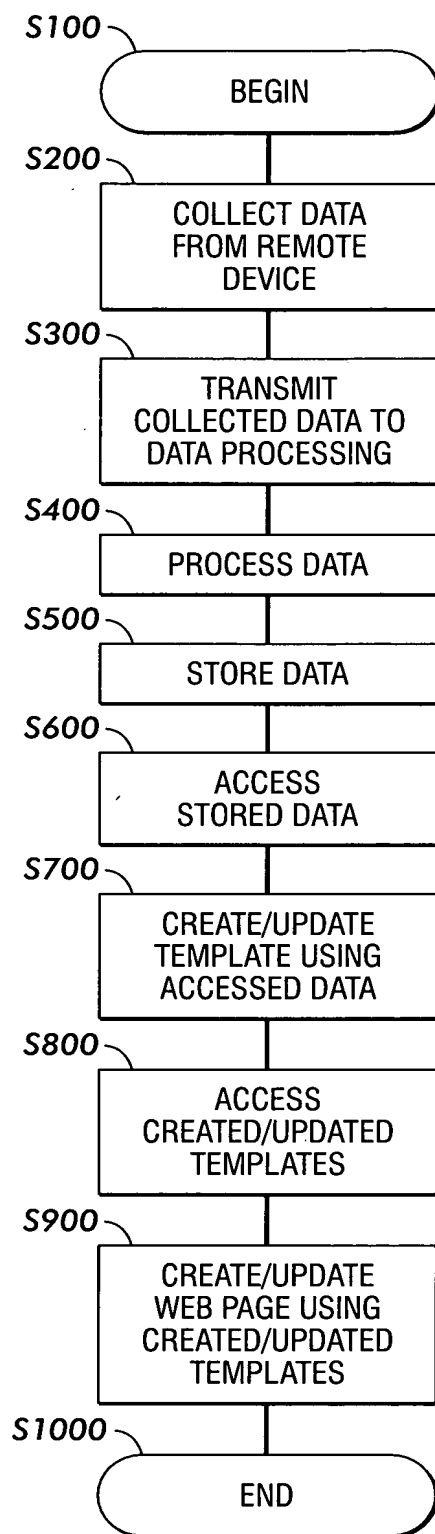 S100
BEGIN
S200
COLLECT DATA
FROM REMOTE
DEVICE
S300
TRANSMIT
COLLECTED DATA TO
DATA PROCESSING
S400
PROCESS DATA
S500
STORE DATA
S600
ACCESS
STORED DATA
S700
CREATE/UPDATE
TEMPLATE USING
ACCESSED DATA
S800
ACCESS
CREATED/UPDATED
TEMPLATES
S900
CREATE/UPDATE
WEB PAGE USING
CREATED/UPDATED
TEMPLATES
S1000
END